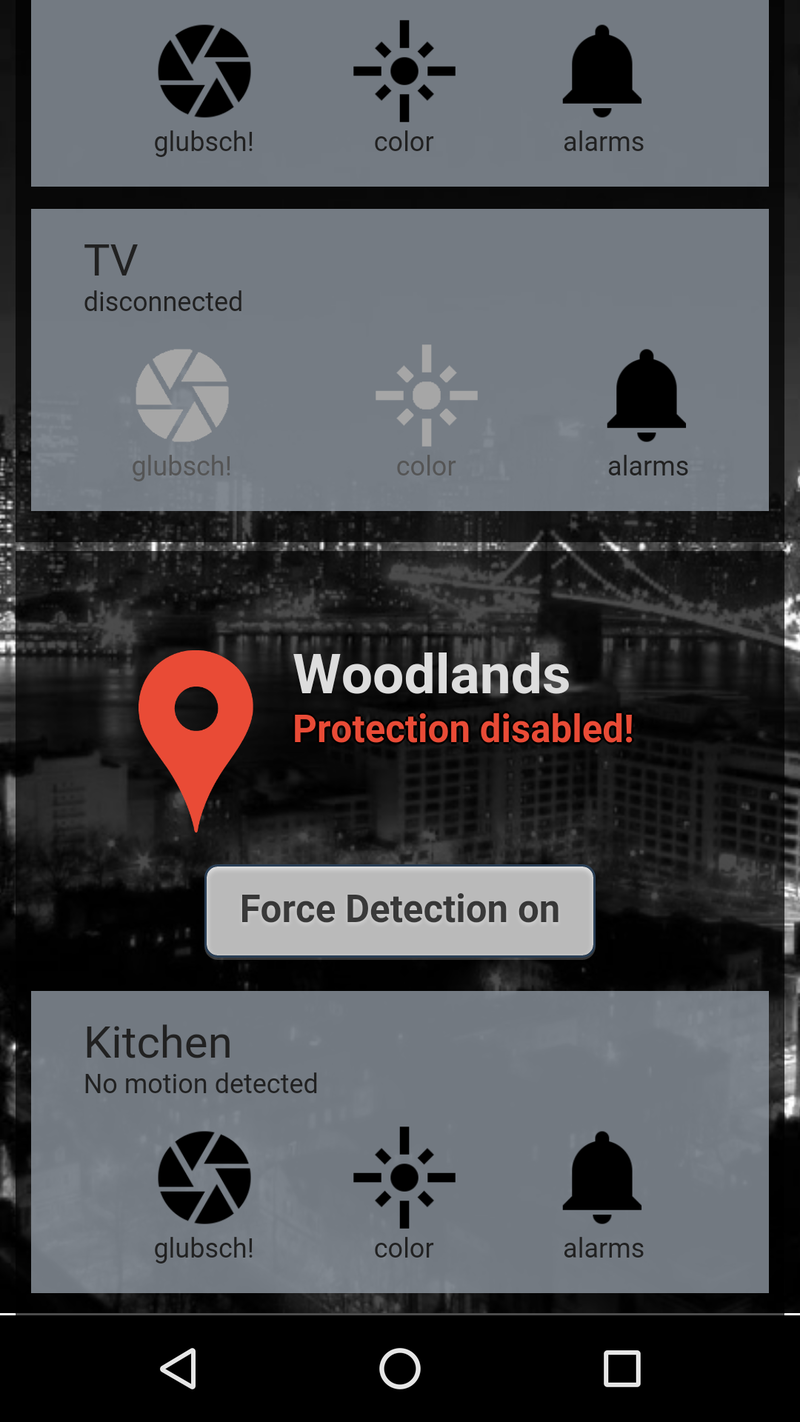 glubsch! color alarms
TV
disconnected
glubsch! color alarms
Woodlands
Protection disabled!
Force Detection on
Kitchen
No motion detected
glubsch! color alarms